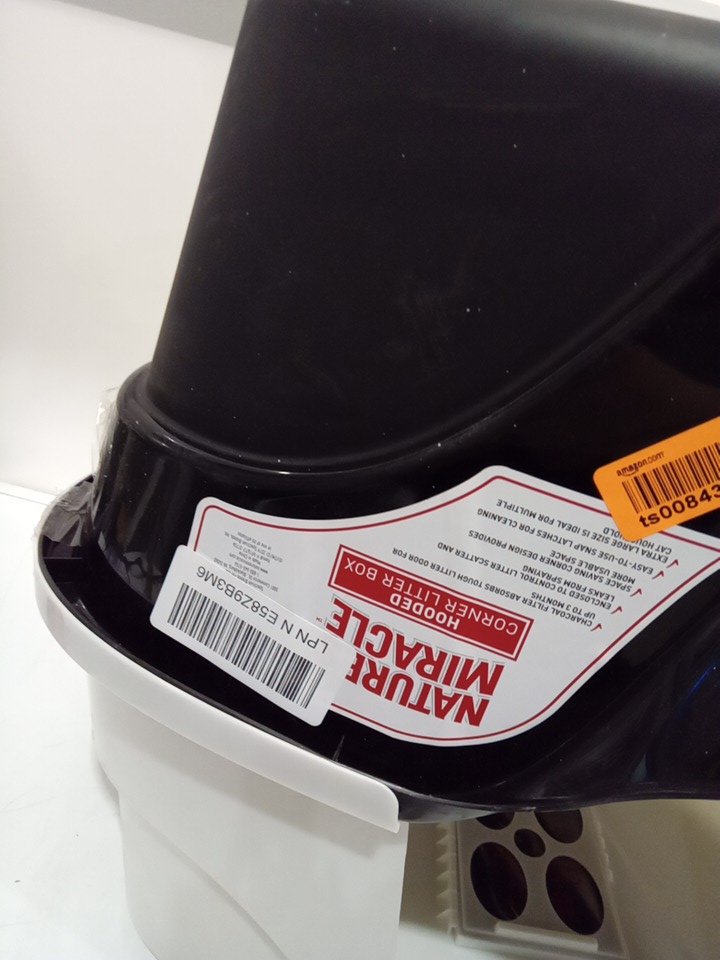 NATURE
MIRACLE
™
HOODED
CORNER LITTER BOX
CHARCOAL FILTER ABSORBS TOUGH LITTER ODOR FOR
UP TO 3 MONTHS
ENCLOSED TO CONTROL LITTER SCATTER AND
LEAKS FROM SPRAYING
SPACE SAVING CORNER DESIGN PROVIDES
MORE USABLE SPACE
EASY-TO-USE SNAP LATCHES FOR CLEANING
EXTRA LARGE SIZE IS IDEAL FOR MULTIPLE
CAT
LPN N E58Z9B3M6
amazon.com
ts00843